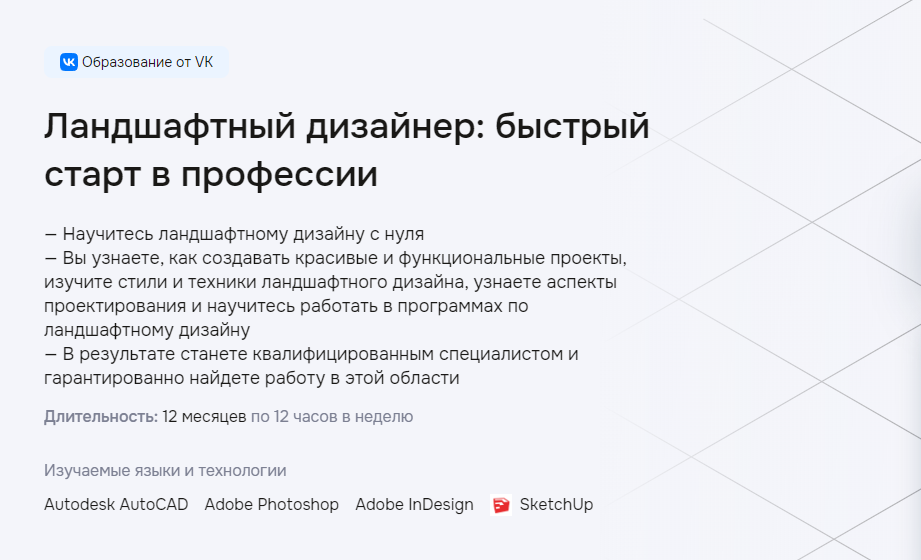 Образование от VK
Ландшафтный дизайнер: быстрый
старт в профессии
— Научитесь ландшафтному дизайну с нуля
— Вы узнаете, как создавать красивые и функциональные проекты,
изучите стили и техники ландшафтного дизайна, узнаете аспекты
проектирования и научитесь работать в программах по
ландшафтному дизайну
— В результате станете квалифицированным специалистом и
гарантированно найдете работу в этой области
Длительность: 12 месяцев по 12 часов в неделю
Изучаемые языки и технологии
Autodesk AutoCAD Adobe Photoshop Adobe InDesign SketchUp